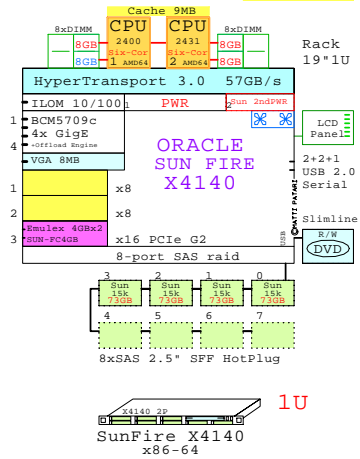 Cache 9MB
8xDIMM CPU CPU 8xDIMM
8GB 2400 2431 8GB
Six-Cor Six-Cor
8GB 1 AMD64 2 AMD64 8GB
Rack
19"1U
HyperTransport 3.0 57GB/s
ILOM 10/100 1 PWR 2 Sun 2ndPWR
1 BCM5709c
4x GigE
4 +Offload Engine
LCD
Panel
VGA 8MB
ORACLE
SUN FIRE
X4140
2+2+1
USB 2.0
Serial
1 x8
2 x8
Emulex 4GBx2
3 SUN-FC4GB x16 PCIe G2
©MATTI PATARI
USB
Slimline
R/W
DVD
8-port SAS raid
3 2 1 0
Sun Sun Sun Sun
15k 15k 15k 15k
73GB 73GB 73GB 73GB
4 5 6 7
8xSAS 2.5" SFF HotPlug
1U
X4140 2P
SunFire X4140
x86-64